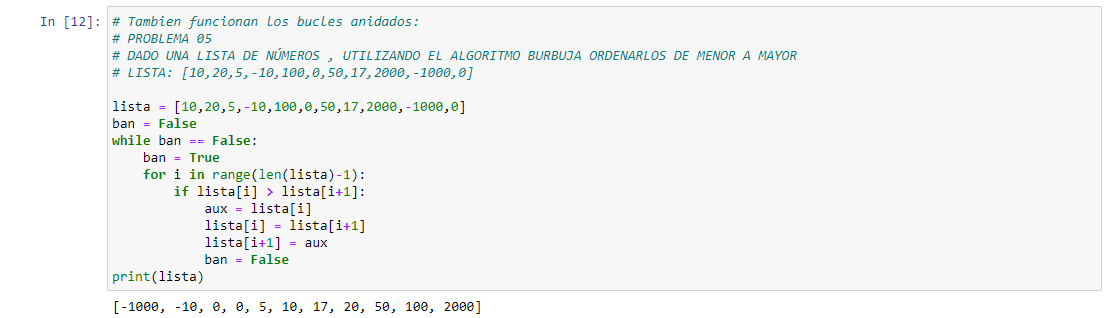 In [12]: # Tambien funcionan los bucles anidados:
# PROBLEMA 05
# DADO UNA LISTA DE NÚMEROS , UTILIZANDO EL ALGORITMO BURBUJA ORDENARLOS DE MENOR A MAYOR
# LISTA: [10,20,5,-10,100,0,50,17,2000,-1000,0]

lista = [10,20,5,-10,100,0,50,17,2000,-1000,0]
ban = False
while ban == False:
    ban = True
    for i in range(len(lista)-1):
        if lista[i] > lista[i+1]:
            aux = lista[i]
            lista[i] = lista[i+1]
            lista[i+1] = aux
            ban = False
print(lista)
[-1000, -10, 0, 0, 5, 10, 17, 20, 50, 100, 2000]